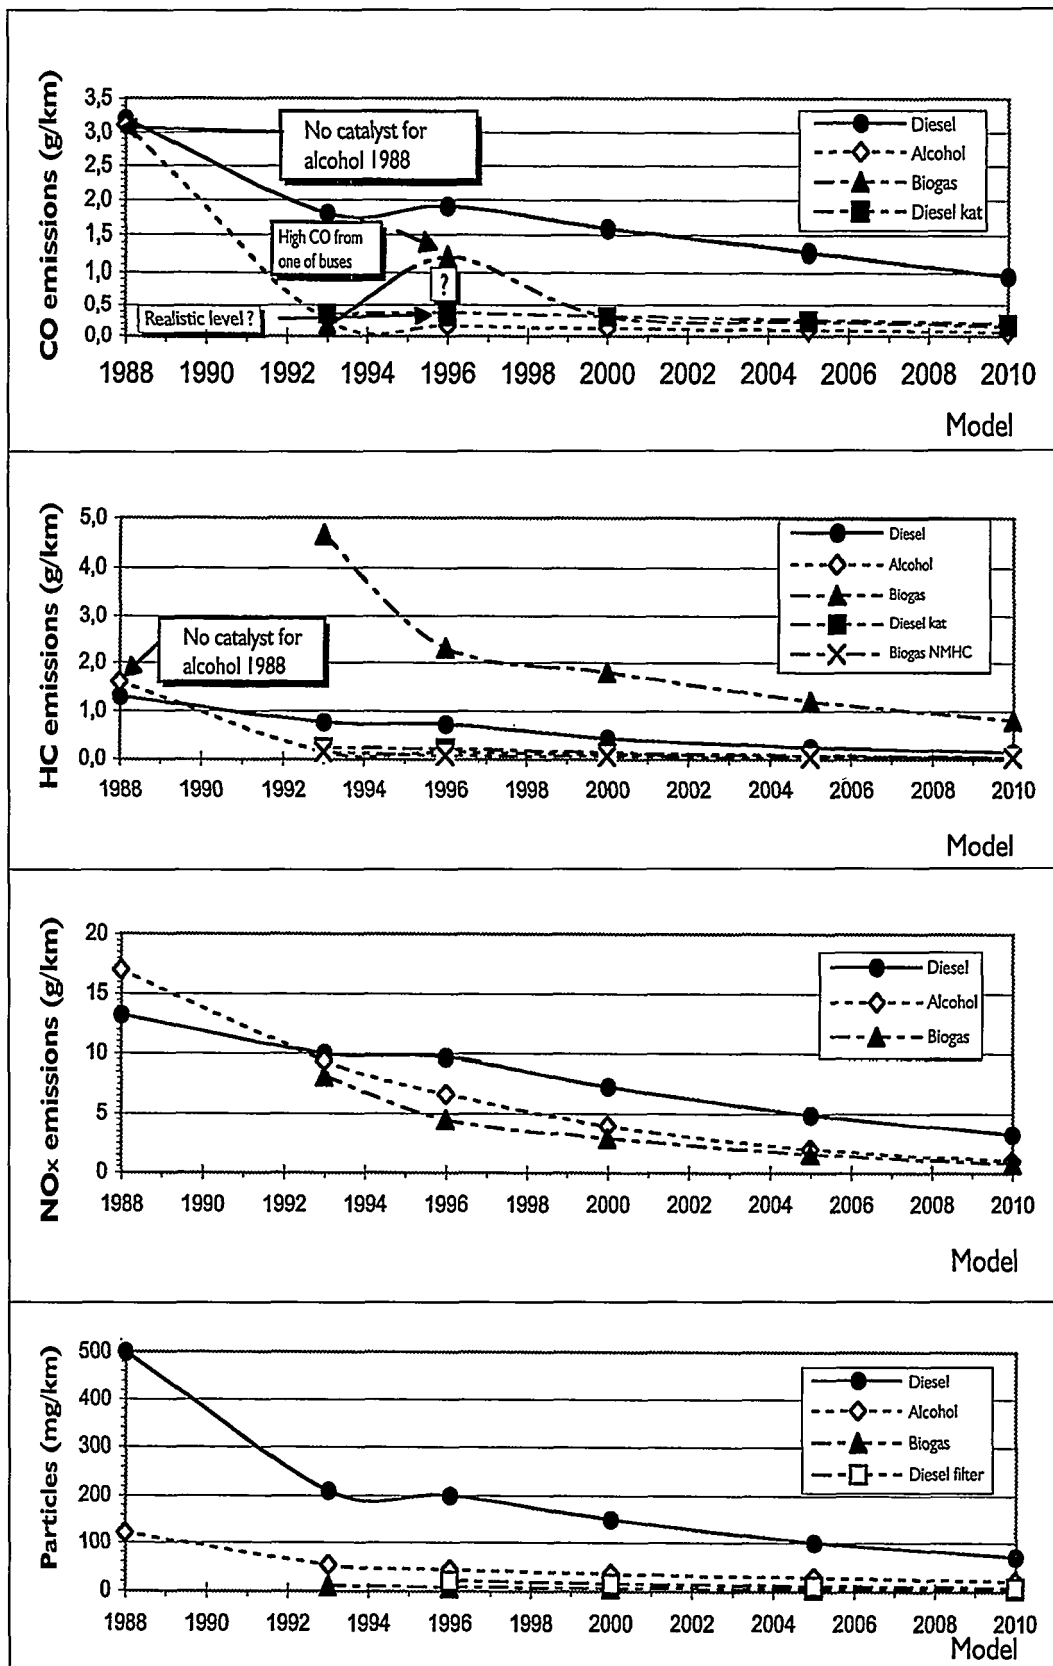 CO emissions (g/km)
3,5
3,0
2,5
2,0
1,5
1,0
0,5
0,0
No catalyst for
alcohol 1988
High CO from
one of buses
?
Realistic level ?
Diesel
Alcohol
Biogas
Diesel kat
1988 1990 1992 1994 1996 1998 2000 2002 2004 2006 2008 2010
Model
HC emissions (g/km)
5,0
4,0
3,0
2,0
1,0
0,0
No catalyst for
alcohol 1988
Diesel
Alcohol
Biogas
Diesel kat
Biogas NMHC
1988 1990 1992 1994 1996 1998 2000 2002 2004 2006 2008 2010
Model
NOx emissions (g/km)
20
15
10
5
0
Diesel
Alcohol
Biogas
1988 1990 1992 1994 1996 1998 2000 2002 2004 2006 2008 2010
Model
Particles (mg/km)
500
400
300
200
100
0
Diesel
Alcohol
Biogas
Diesel filter
1988 1990 1992 1994 1996 1998 2000 2002 2004 2006 2008 2010
Model